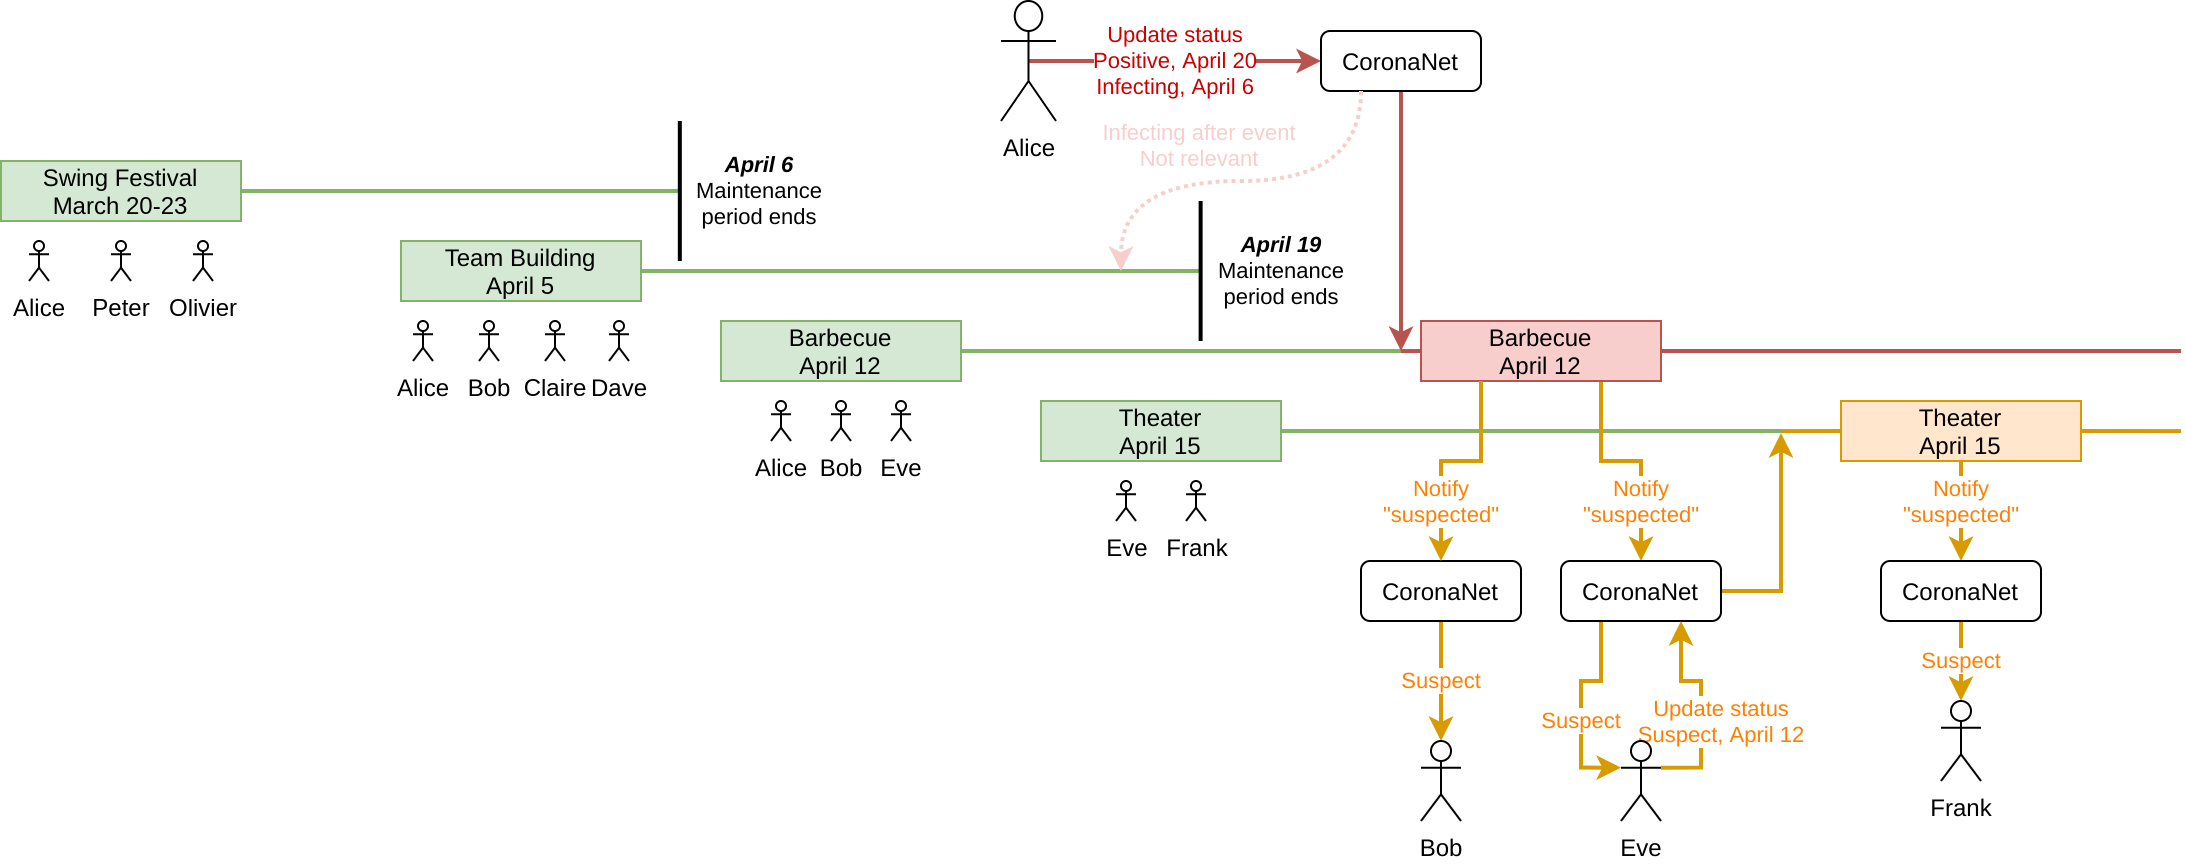 Update status
Positive, April 20
Infecting, April 6
CoronaNet
Alice
Infecting after event
Not relevant
Swing Festival
March 20-23
April 6
Maintenance
period ends
Alice
Peter
Olivier
Team Building
April 5
April 19
Maintenance
period ends
Alice
Bob
Claire
Dave
Barbecue
April 12
Barbecue
April 12
Alice
Bob
Eve
Theater
April 15
Theater
April 15
Eve
Frank
Notify
"suspected"
Notify
"suspected"
Notify
"suspected"
CoronaNet
CoronaNet
CoronaNet
Suspect
Suspect
Update status
Suspect, April 12
Suspect
Bob
Eve
Frank